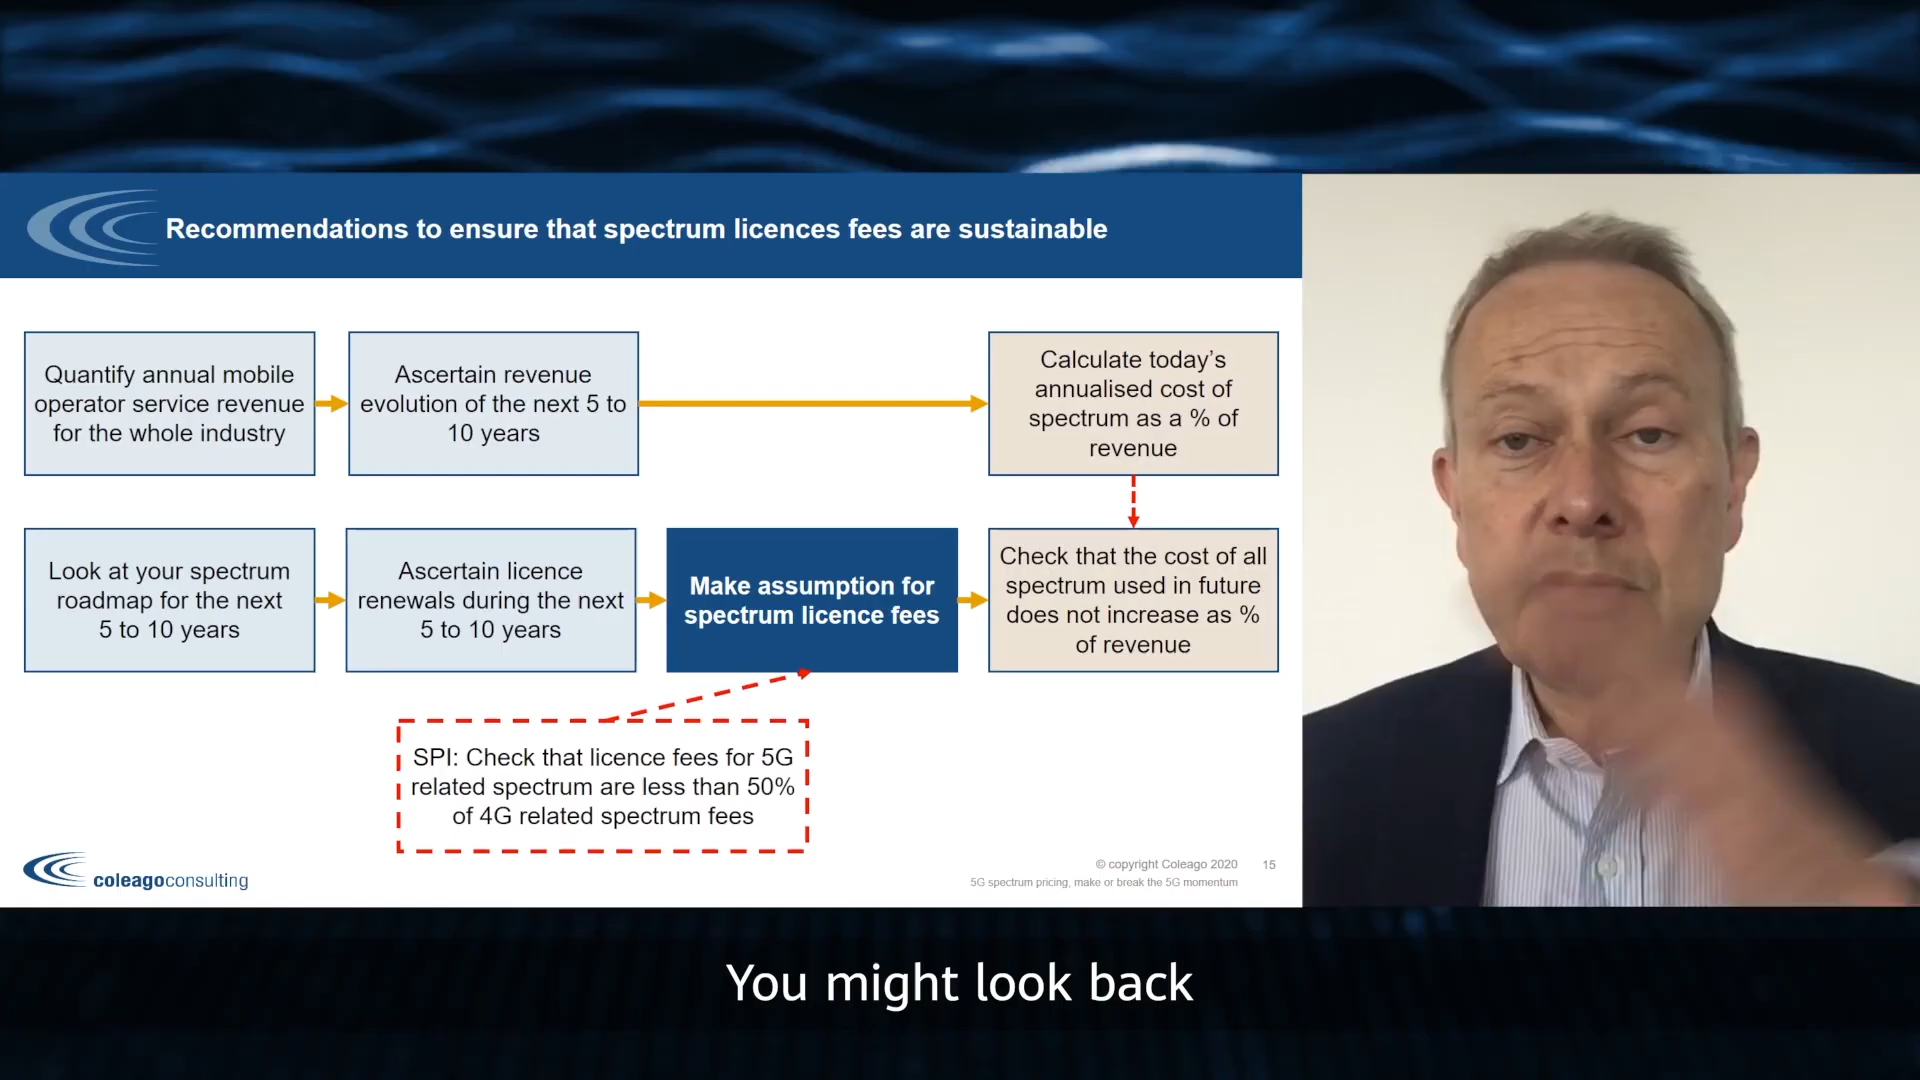 Recommendations to ensure that spectrum licences fees are sustainable
Quantify annual mobile
operator service revenue
for the whole industry
Ascertain revenue
evolution of the next 5 to
10 years
Calculate today’s
annualised cost of
spectrum as a % of
revenue
Look at your spectrum
roadmap for the next
5 to 10 years
Ascertain licence
renewals during the next
5 to 10 years
Make assumption for
spectrum licence fees
Check that the cost of all
spectrum used in future
does not increase as %
of revenue
SPI: Check that licence fees for 5G
related spectrum are less than 50%
of 4G related spectrum fees
coleagoconsulting
© copyright Coleago 2020 15
5G spectrum pricing, make or break the 5G momentum
You might look back